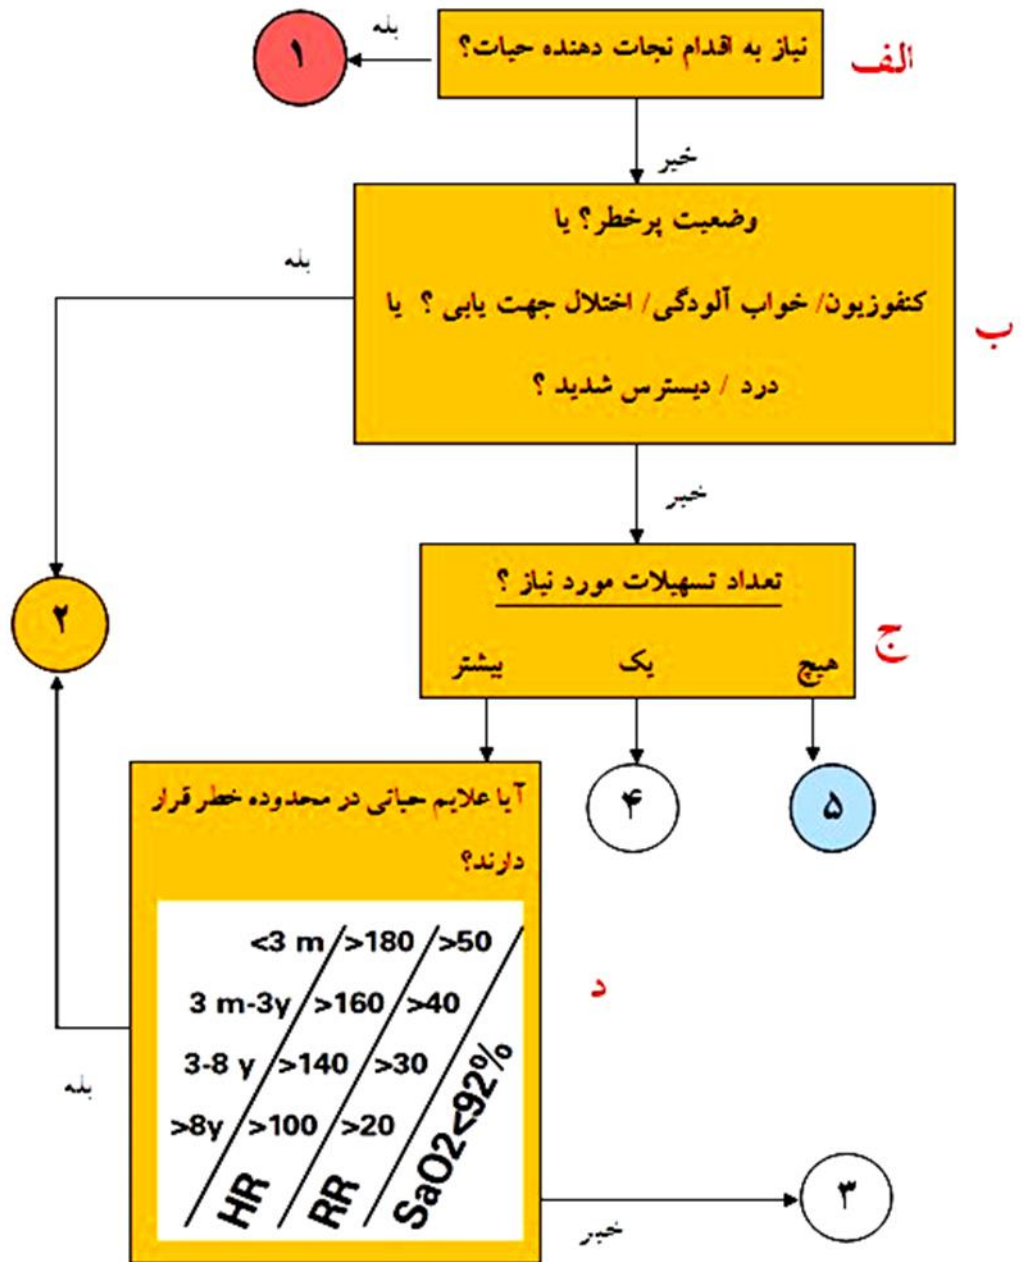 نیاز به اقدام نجات دهنده حیات؟
الف
بله
۱
خیر
وضعیت پرخطر؟ یا
کنفوزیون/ خواب آلودگی/ اختلال جهت یابی ؟ یا
درد / دیسترس شدید ؟
ب
بله
۲
خیر
تعداد تسهیلات مورد نیاز ؟
هیچ یک بیشتر
ج
۵
۴
آیا علایم حیاتی در محدوده خطر قرار
دارند؟
<3 m / >180 / >50
3 m-3y / >160 / >40
3-8 y / >140 / >30
>8y / >100 / >20
HR
RR
SaO2<92%
د
بله
خیر
۳